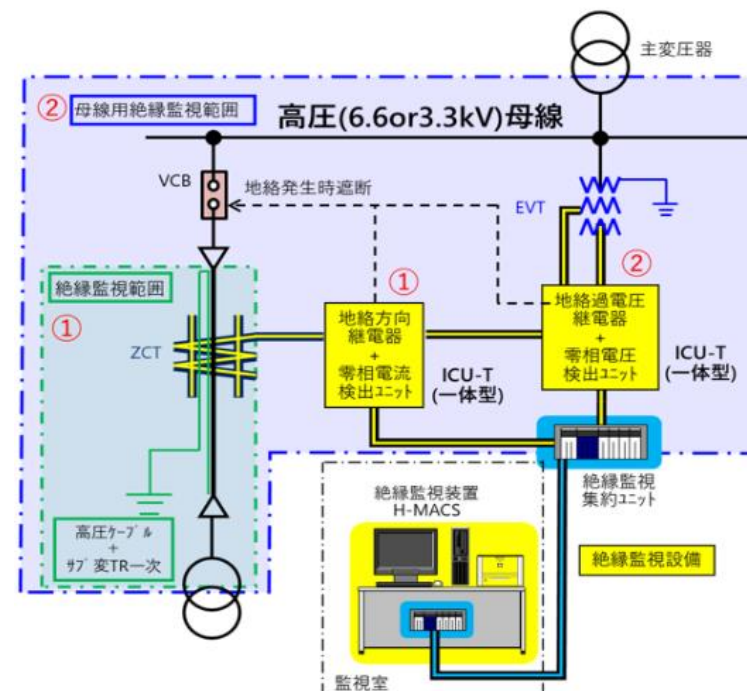 主変圧器
② 母線用絶縁監視範囲
高圧(6.6or3.3kV)母線
VCB
地絡発生時遮断
EVT
絶縁監視範囲
①
ZCT
①
地絡方向
継電器
+
零相電流
検出ﾕﾆｯﾄ
ICU-T
(一体型)
②
地絡過電圧
継電器
+
零相電圧
検出ﾕﾆｯﾄ
ICU-T
(一体型)
絶縁監視
集約ﾕﾆｯﾄ
高圧ｹｰﾌﾞﾙ
+
ｻﾌﾞ変TR一次
絶縁監視装置
H-MACS
絶縁監視設備
監視室